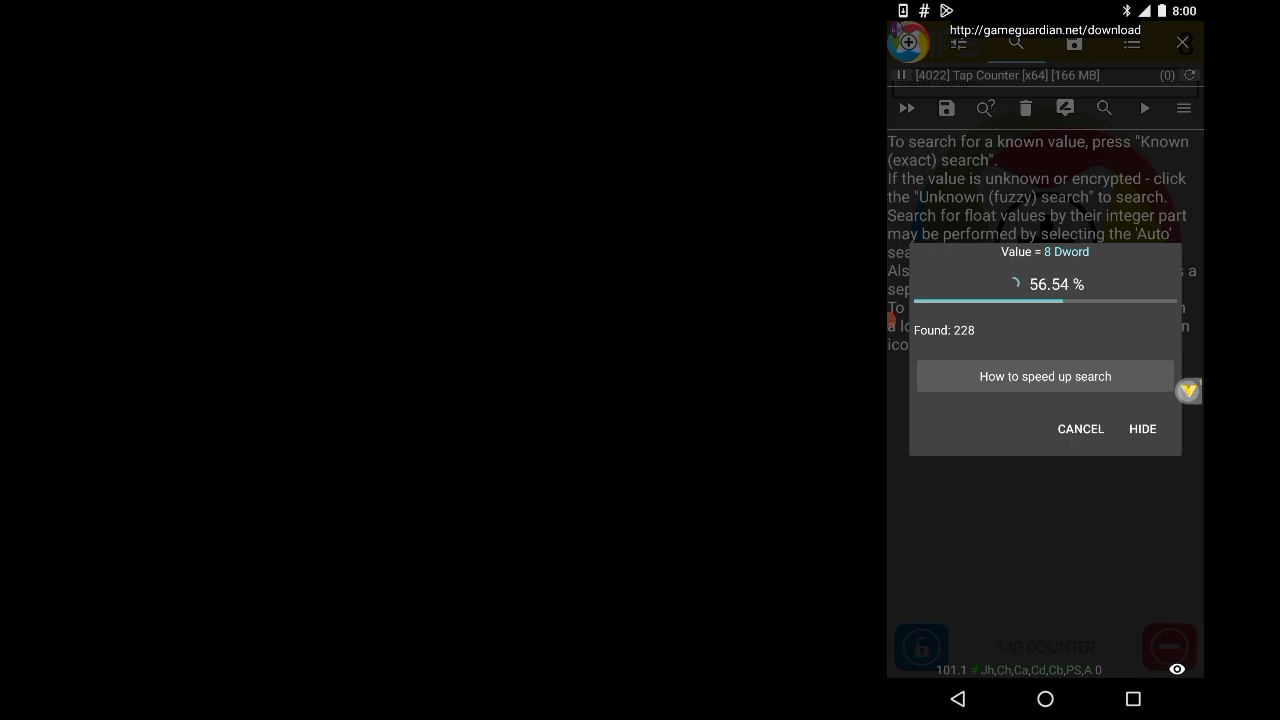 8:00
http://gameguardian.net/download
[4022] Tap Counter [x64] [166 MB] (0)
To search for a known value, press "Known
(exact) search".
If the value is unknown or encrypted - click
the "Unknown (fuzzy) search" to search.
Search for float values by their integer part
may be performed by selecting the 'Auto'
Value = 8 Dword
56.54 %
Found: 228
How to speed up search
CANCEL HIDE
TAP COUNTER
101.1 # Jh,Ch,Ca,Cd,Cb,PS,A 0